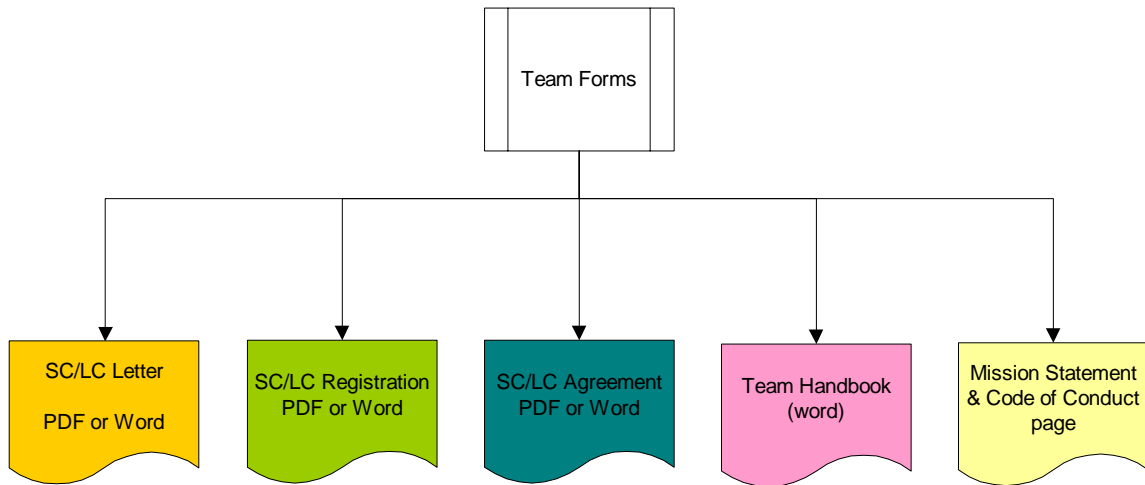 Team Forms
SC/LC Letter
PDF or Word
SC/LC Registration
PDF or Word
SC/LC Agreement
PDF or Word
Team Handbook
(word)
Mission Statement
& Code of Conduct
page